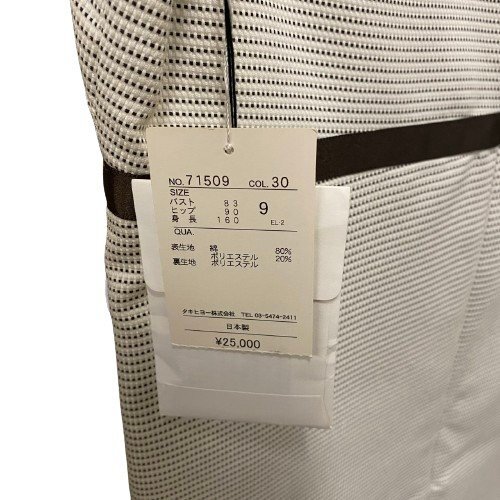 NO. 71509 COL. 30
SIZE
バスト 83
ヒップ 90 9
身長 160 EL-2
QUA.
表生地 綿 80%
ポリエステル 20%
裏生地 ポリエステル
タキヒヨー株式会社 TEL 03-5474-2411
日本製
¥25,000